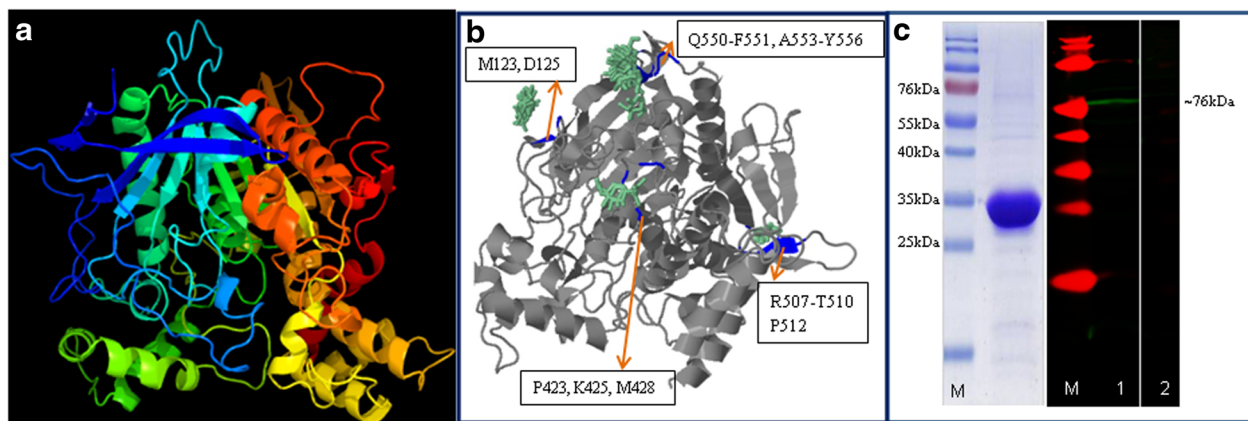 a
b
M123, D125
Q550-F551, A553-Y556
R507-T510
P512
P423, K425, M428
c
76kDa
55kDa
40kDa
35kDa
25kDa
M
M
1
2
~76kDa